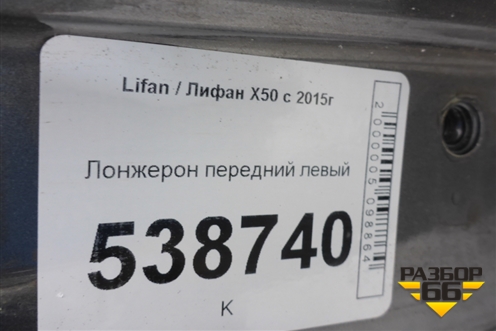 Lifan / Лифан X50 с 2015г
Лонжерон передний левый
538740
К
2000005098864
РАЗБОР
66